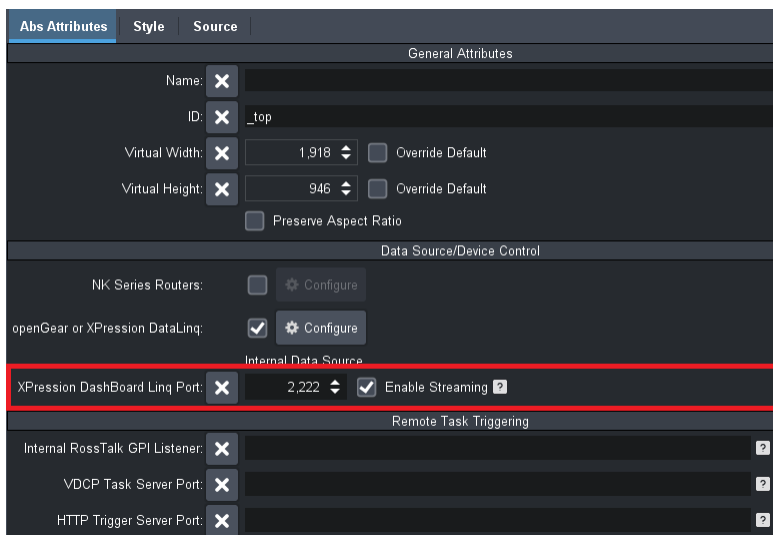 Abs Attributes Style Source
General Attributes
Name:
ID: _top
Virtual Width: 1,918 Override Default
Virtual Height: 946 Override Default
Preserve Aspect Ratio
Data Source/Device Control
NK Series Routers: Configure
openGear or XPression DataLinq: Configure
Internal Data Source
XPression DashBoard Linq Port: 2,222 Enable Streaming ?
Remote Task Triggering
Internal RossTalk GPI Listener: ?
VDCP Task Server Port: ?
HTTP Trigger Server Port: ?